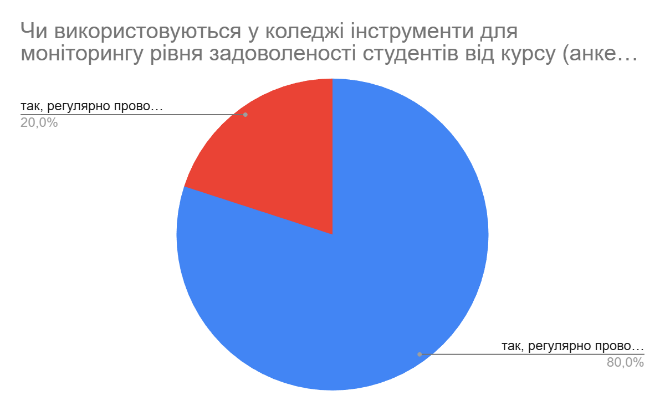 Чи використовуються у коледжі інструменти для
моніторингу рівня задоволеності студентів від курсу (анке…
так, регулярно прово…
20,0%
так, регулярно прово…
80,0%